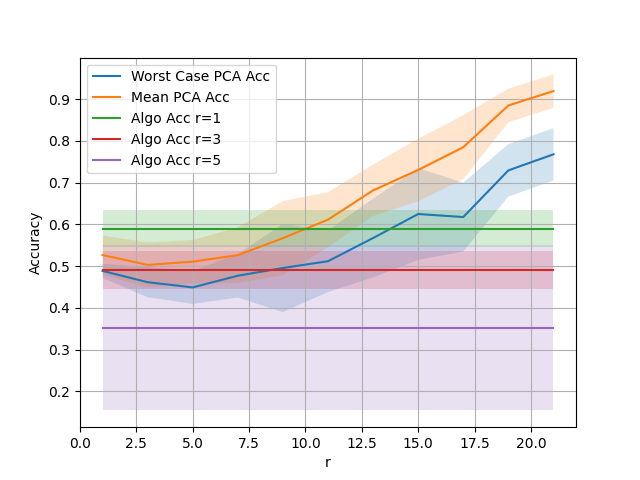 Worst Case PCA Acc
Mean PCA Acc
Algo Acc r=1
Algo Acc r=3
Algo Acc r=5
Accuracy
0.9
0.8
0.7
0.6
0.5
0.4
0.3
0.2
0.0 2.5 5.0 7.5 10.0 12.5 15.0 17.5 20.0
r